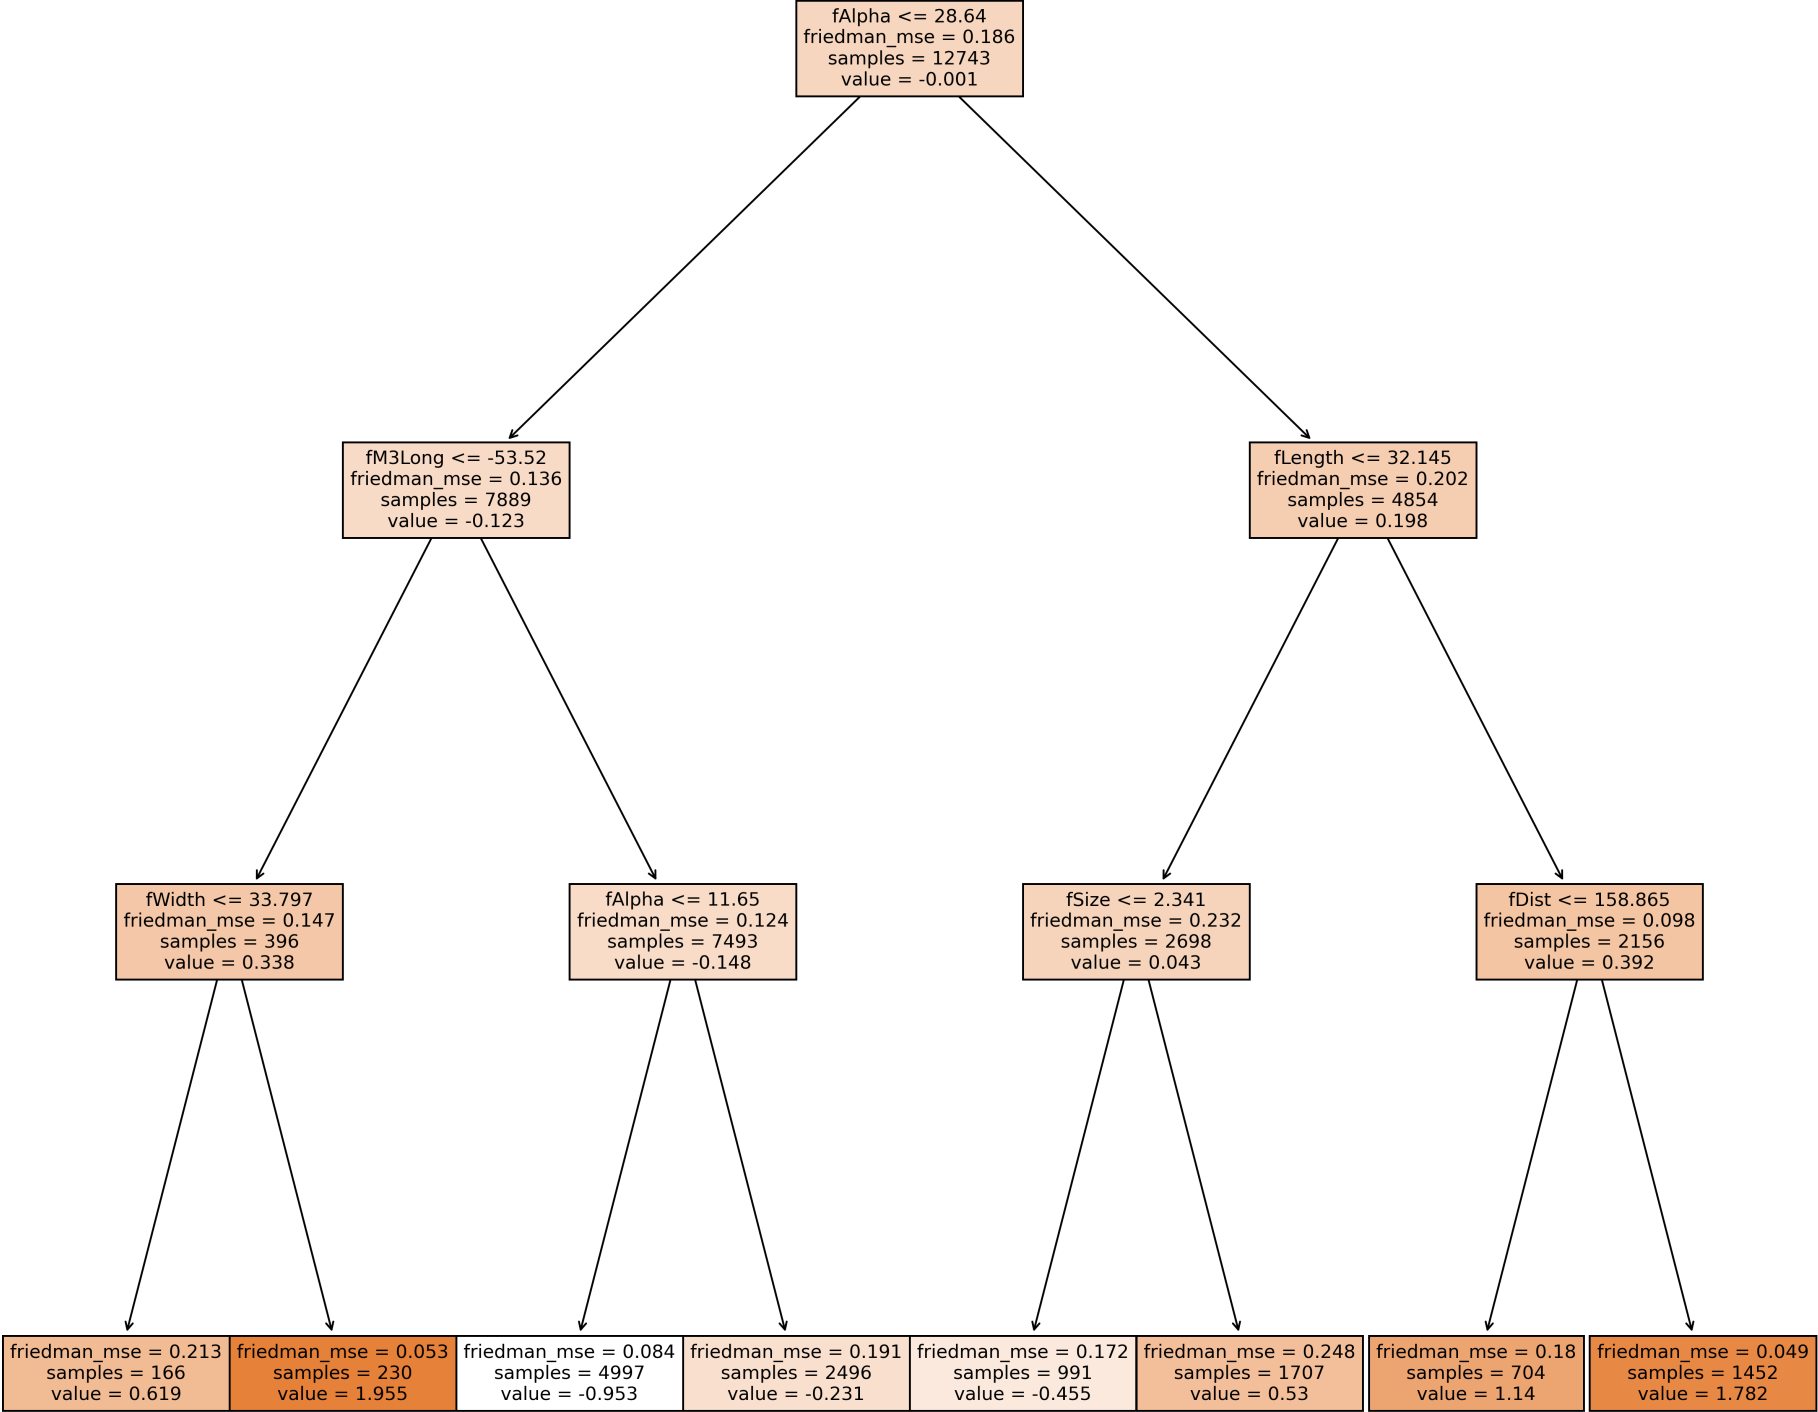 fAlpha <= 28.64
friedman_mse = 0.186
samples = 12743
value = -0.001
fM3Long <= -53.52
friedman_mse = 0.136
samples = 7889
value = -0.123
fLength <= 32.145
friedman_mse = 0.202
samples = 4854
value = 0.198
fWidth <= 33.797
friedman_mse = 0.147
samples = 396
value = 0.338
fAlpha <= 11.65
friedman_mse = 0.124
samples = 7493
value = -0.148
fSize <= 2.341
friedman_mse = 0.232
samples = 2698
value = 0.043
fDist <= 158.865
friedman_mse = 0.098
samples = 2156
value = 0.392
friedman_mse = 0.213
samples = 166
value = 0.619
friedman_mse = 0.053
samples = 230
value = 1.955
friedman_mse = 0.084
samples = 4997
value = -0.953
friedman_mse = 0.191
samples = 2496
value = -0.231
friedman_mse = 0.172
samples = 991
value = -0.455
friedman_mse = 0.248
samples = 1707
value = 0.53
friedman_mse = 0.18
samples = 704
value = 1.14
friedman_mse = 0.049
samples = 1452
value = 1.782